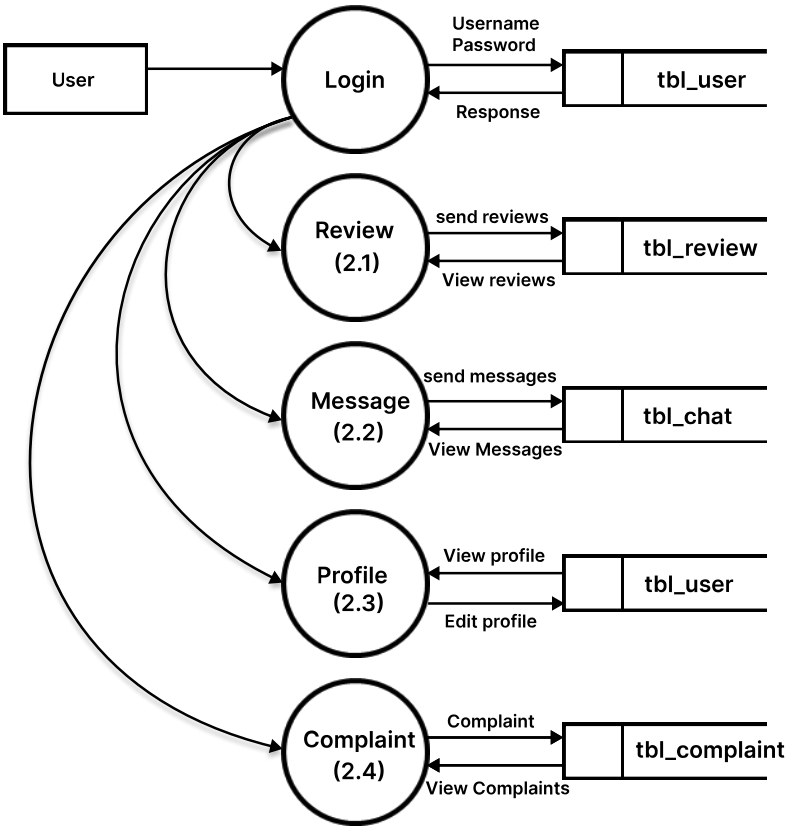 User
Login
Username
Password
Response
tbl_user
Review
(2.1)
send reviews
View reviews
tbl_review
Message
(2.2)
send messages
View Messages
tbl_chat
Profile
(2.3)
View profile
Edit profile
tbl_user
Complaint
(2.4)
Complaint
View Complaints
tbl_complaint